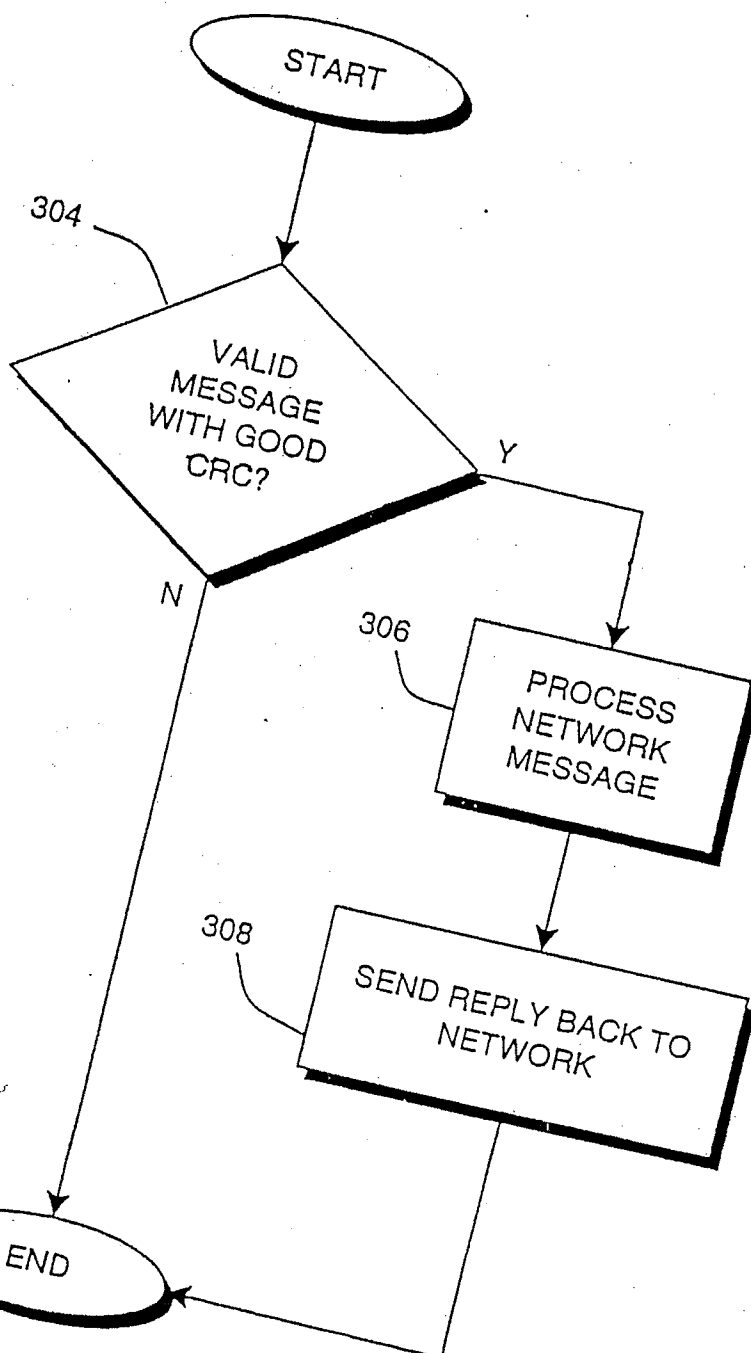 START
304
VALID
MESSAGE
WITH GOOD
CRC?
Y
N
306
PROCESS
NETWORK
MESSAGE
308
SEND REPLY BACK TO
NETWORK
END